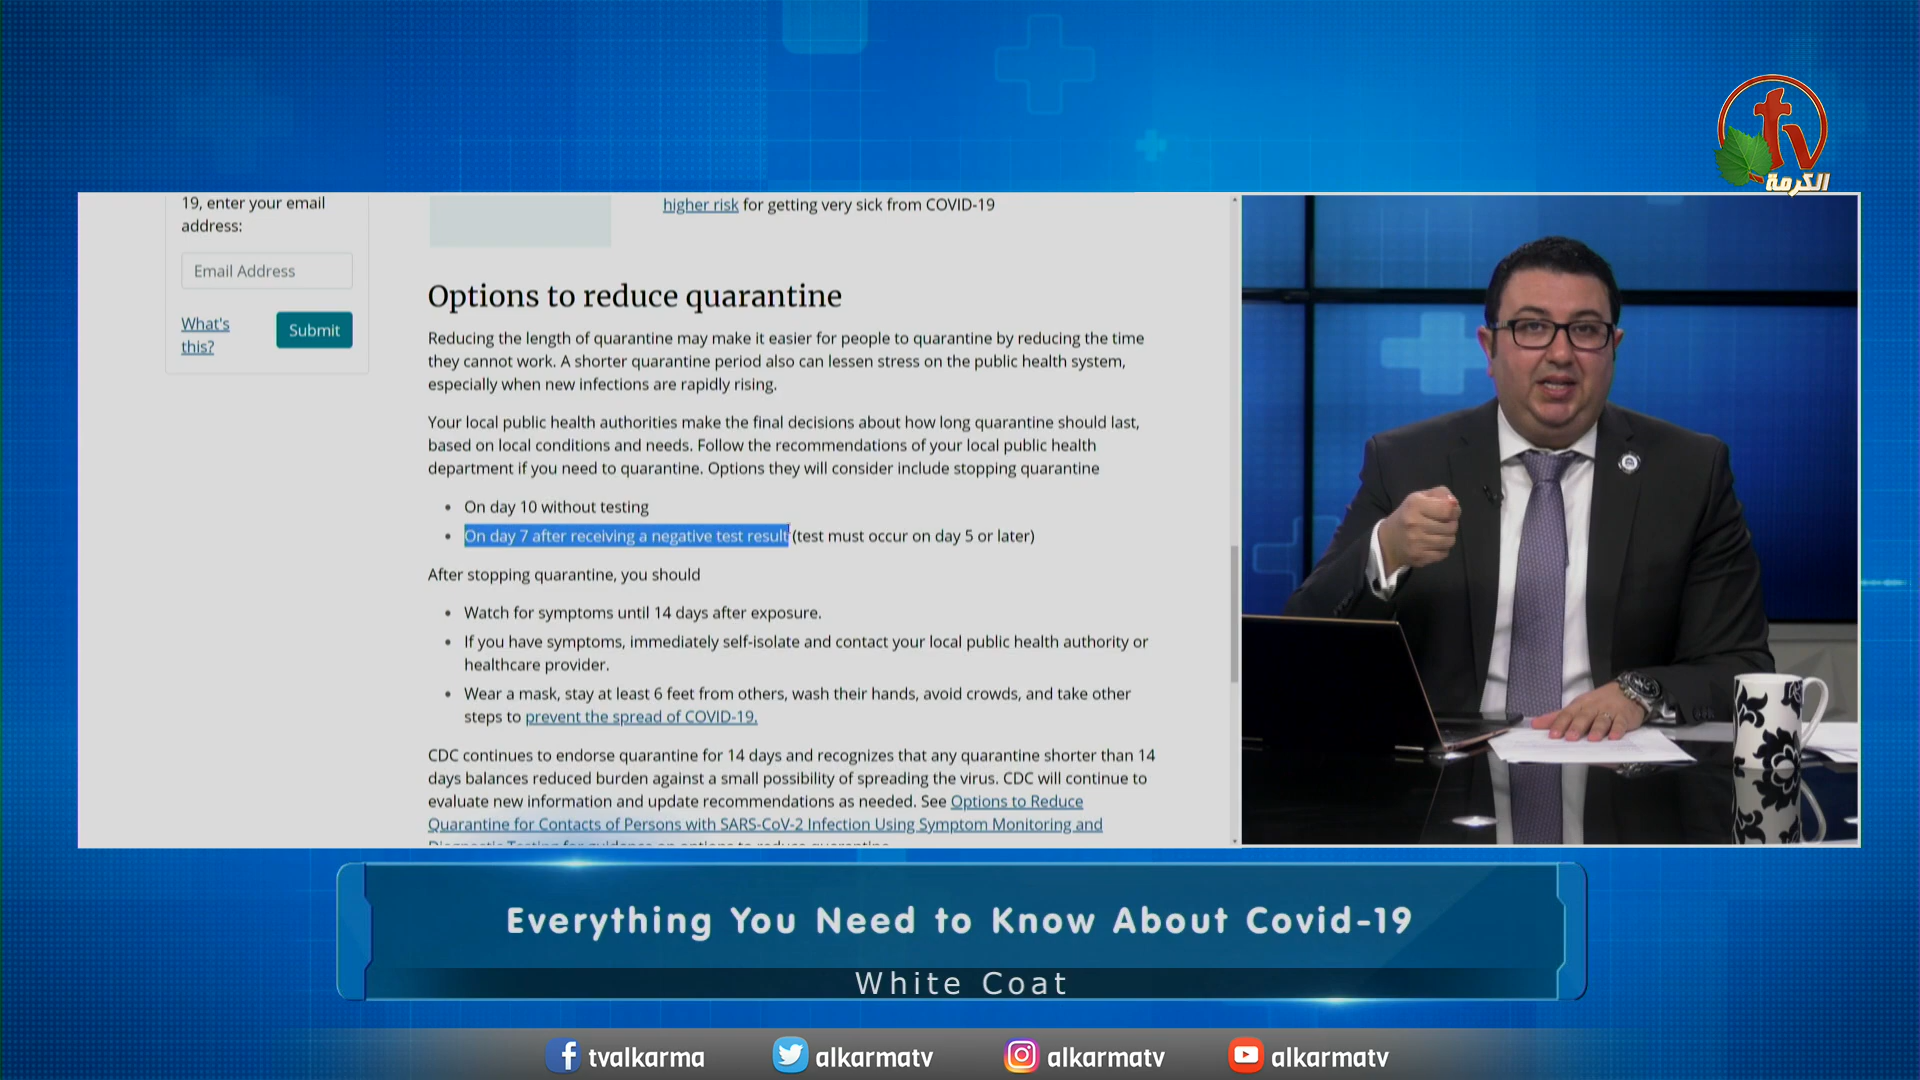 tv
الكرمة
19, enter your email
address:
Email Address
What's
this?
Submit
higher risk for getting very sick from COVID-19
Options to reduce quarantine
Reducing the length of quarantine may make it easier for people to quarantine by reducing the time
they cannot work. A shorter quarantine period also can lessen stress on the public health system,
especially when new infections are rapidly rising.
Your local public health authorities make the final decisions about how long quarantine should last,
based on local conditions and needs. Follow the recommendations of your local public health
department if you need to quarantine. Options they will consider include stopping quarantine
• On day 10 without testing
• On day 7 after receiving a negative test result (test must occur on day 5 or later)
After stopping quarantine, you should
• Watch for symptoms until 14 days after exposure.
• If you have symptoms, immediately self-isolate and contact your local public health authority or
healthcare provider.
• Wear a mask, stay at least 6 feet from others, wash their hands, avoid crowds, and take other
steps to prevent the spread of COVID-19.
CDC continues to endorse quarantine for 14 days and recognizes that any quarantine shorter than 14
days balances reduced burden against a small possibility of spreading the virus. CDC will continue to
evaluate new information and update recommendations as needed. See Options to Reduce
Quarantine for Contacts of Persons with SARS-CoV-2 Infection Using Symptom Monitoring and
Everything You Need to Know About Covid-19
White Coat
tvalkarma
alkarmatv
alkarmatv
alkarmatv